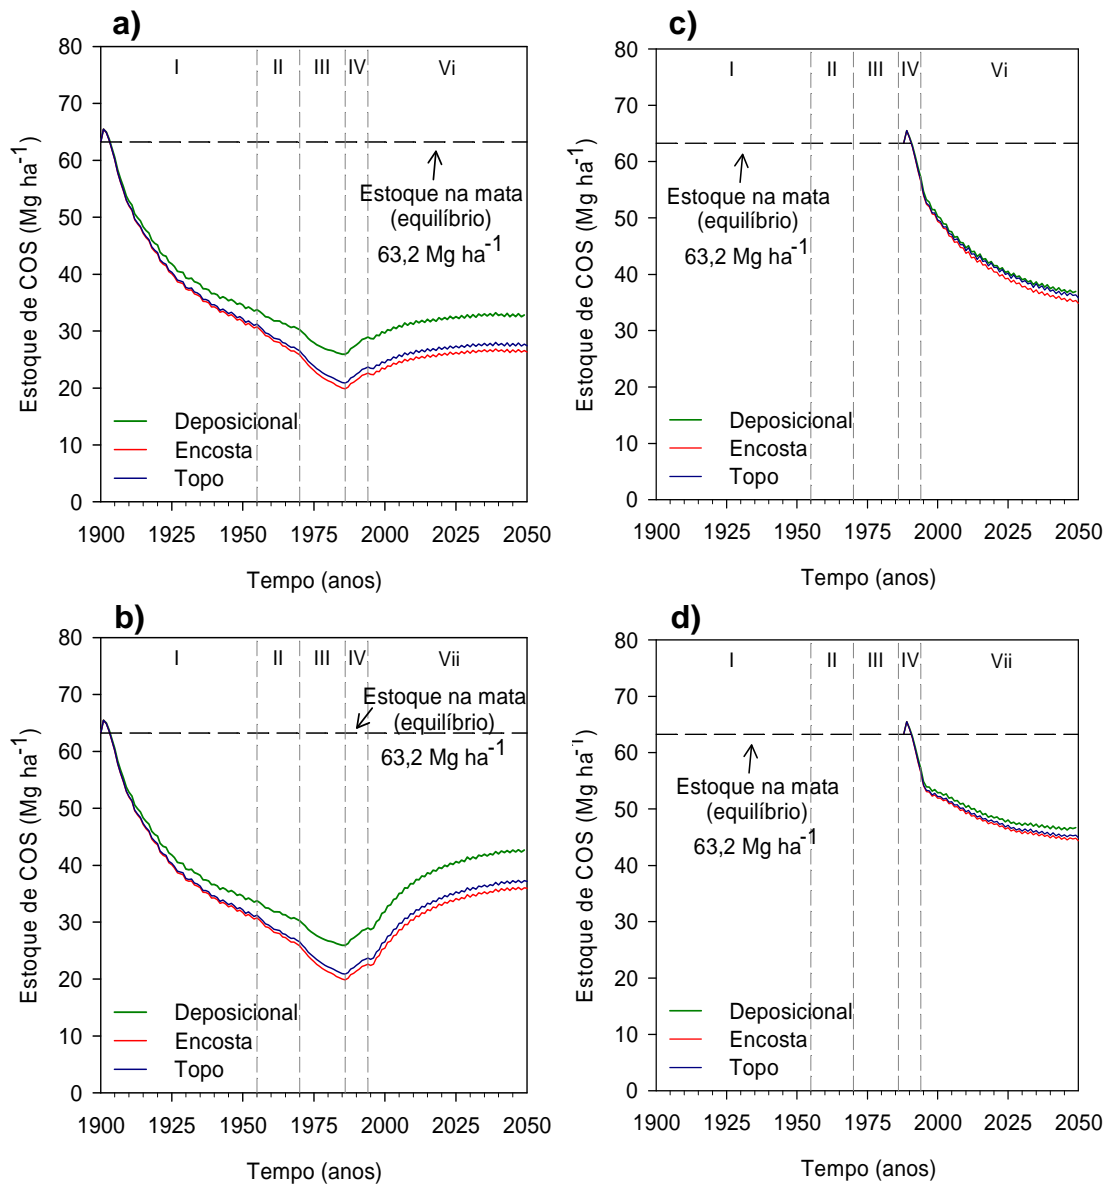 a)
Estoque de COS (Mg ha⁻¹)
80
70
60
50
40
30
20
10
0
I
II
III
IV
Vi
Estoque na mata
(equilíbrio)
63,2 Mg ha⁻¹
Deposicional
Encosta
Topo
1900
1925
1950
1975
2000
2025
2050
Tempo (anos)
c)
Estoque de COS (Mg ha⁻¹)
80
70
60
50
40
30
20
10
0
I
II
III
IV
Vi
Estoque na mata
(equilíbrio)
63,2 Mg ha⁻¹
Deposicional
Encosta
Topo
1900
1925
1950
1975
2000
2025
2050
Tempo (anos)
b)
Estoque de COS (Mg ha⁻¹)
80
70
60
50
40
30
20
10
0
I
II
III
IV
Vii
Estoque na mata
(equilíbrio)
63,2 Mg ha⁻¹
Deposicional
Encosta
Topo
1900
1925
1950
1975
2000
2025
2050
Tempo (anos)
d)
Estoque de COS (Mg ha⁻¹)
80
70
60
50
40
30
20
10
0
I
II
III
IV
Vii
Estoque na mata
(equilíbrio)
63,2 Mg ha⁻¹
Deposicional
Encosta
Topo
1900
1925
1950
1975
2000
2025
2050
Tempo (anos)